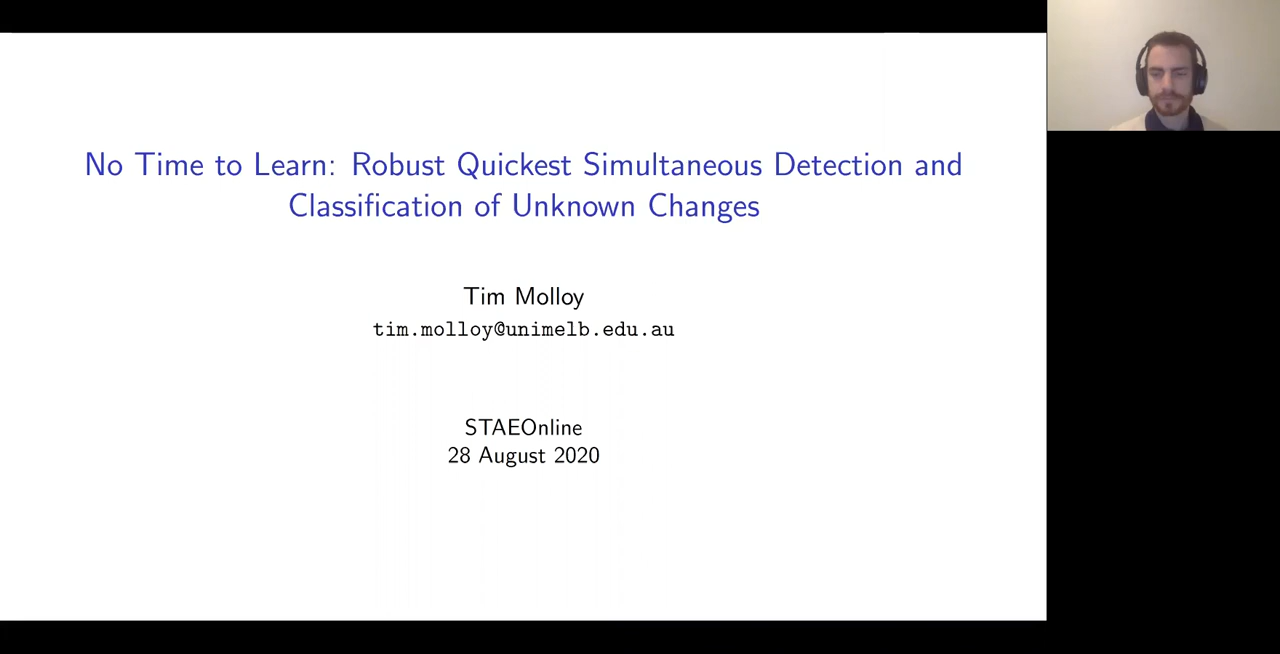 No Time to Learn: Robust Quickest Simultaneous Detection and
Classification of Unknown Changes
Tim Molloy
tim.molloy@unimelb.edu.au
STAEOnline
28 August 2020